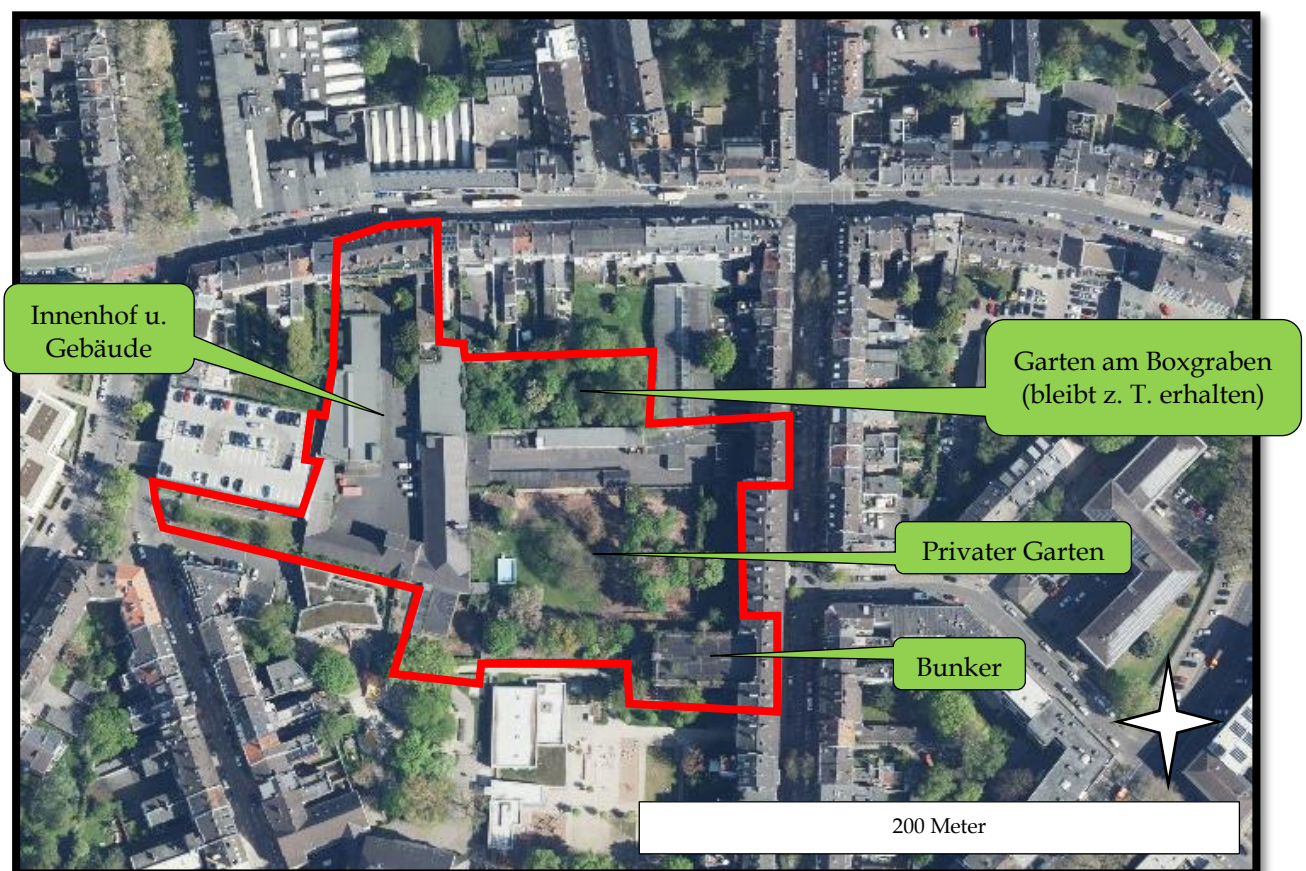 Innenhof u.
Gebäude
Garten am Boxgraben
(bleibt z. T. erhalten)
Privater Garten
Bunker
200 Meter